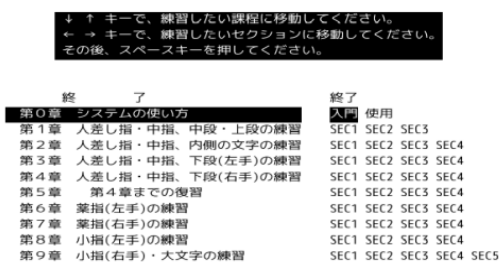 ↓ ↑ キーで、練習したい課程に移動してください。
← → キーで、練習したいセクションに移動してください。
その後、スペースキーを押してください。
終 了 終了
第0章 システムの使い方 入門 使用
第1章 人差し指・中指、中段・上段の練習 SEC1 SEC2 SEC3
第2章 人差し指・中指、内側の文字の練習 SEC1 SEC2 SEC3 SEC4
第3章 人差し指・中指、下段(左手)の練習 SEC1 SEC2 SEC3 SEC4
第4章 人差し指・中指、下段(右手)の練習 SEC1 SEC2 SEC3 SEC4
第5章 第4章までの復習 SEC1 SEC2 SEC3 SEC4
第6章 薬指(左手)の練習 SEC1 SEC2 SEC3 SEC4
第7章 薬指(右手)の練習 SEC1 SEC2 SEC3 SEC4
第8章 小指(左手)の練習 SEC1 SEC2 SEC3 SEC4
第9章 小指(右手)・大文字の練習 SEC1 SEC2 SEC3 SEC4 SEC5